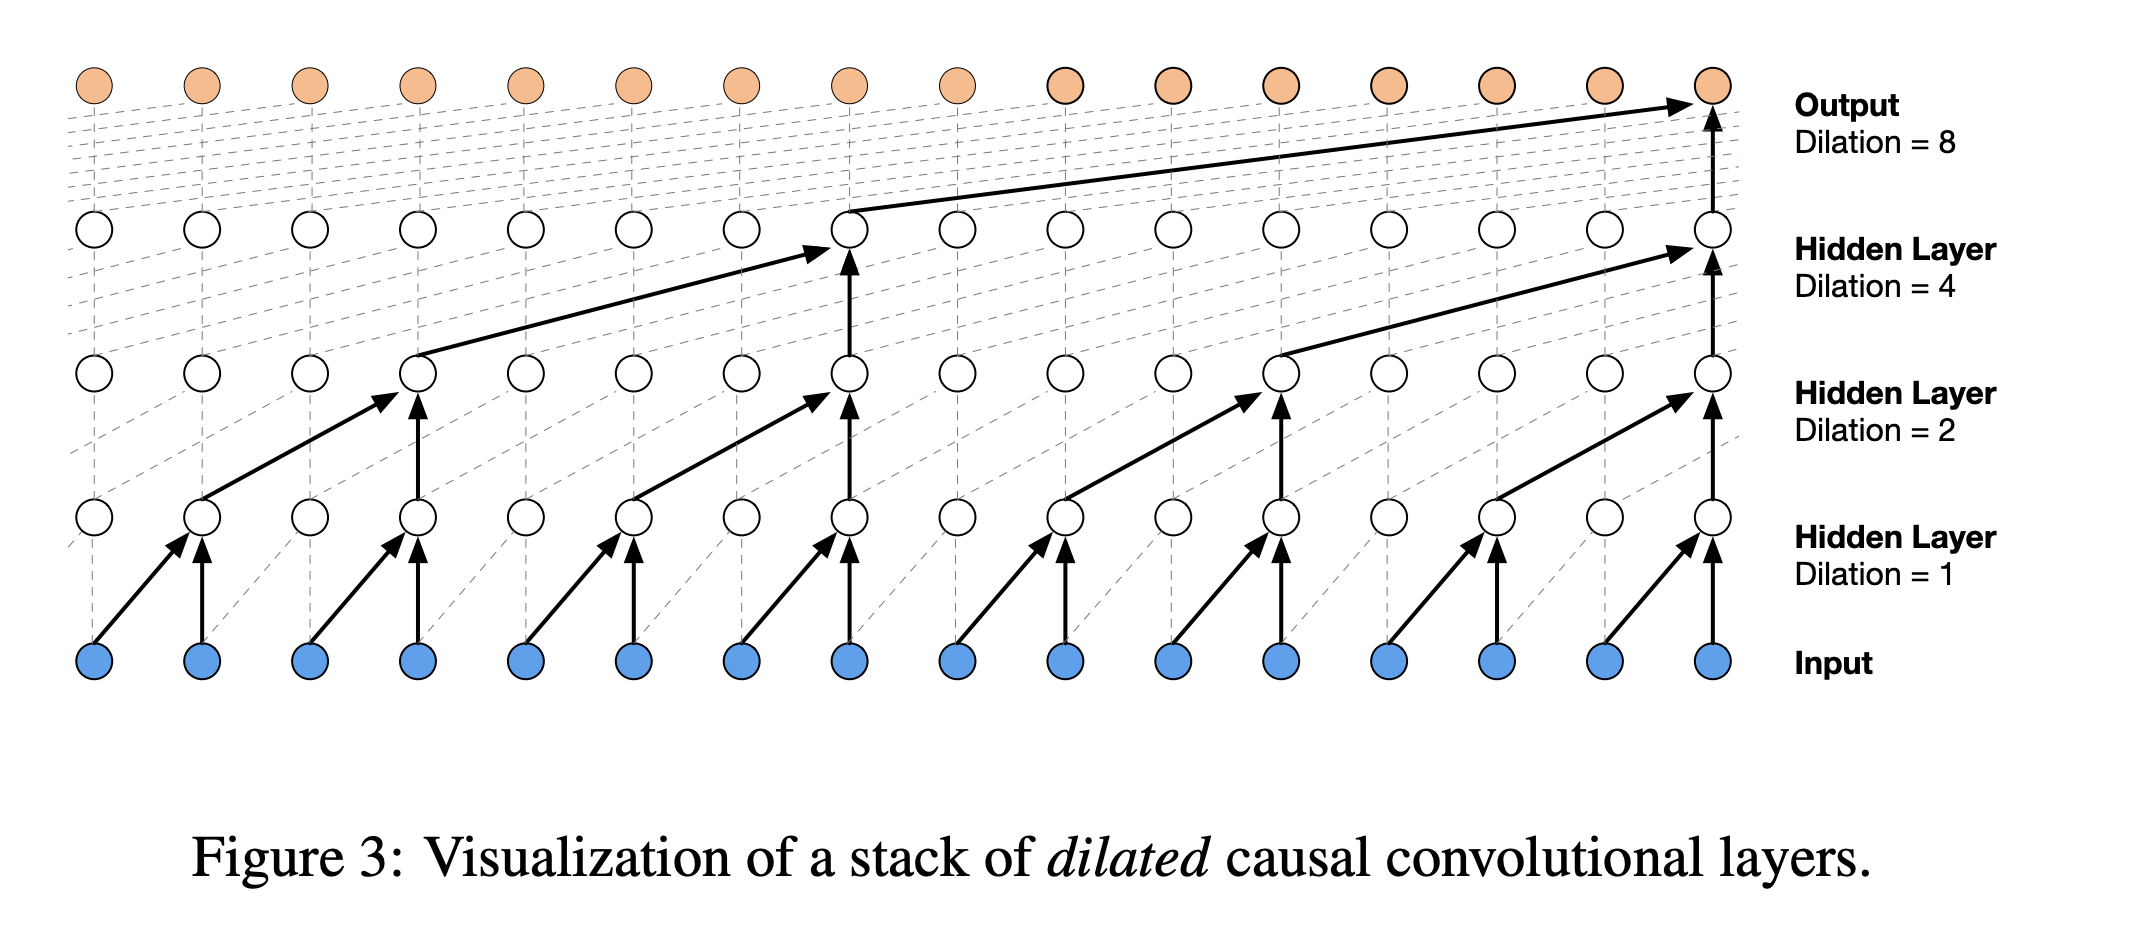 Output
Dilation = 8
Hidden Layer
Dilation = 4
Hidden Layer
Dilation = 2
Hidden Layer
Dilation = 1
Input
Figure 3: Visualization of a stack of dilated causal convolutional layers.